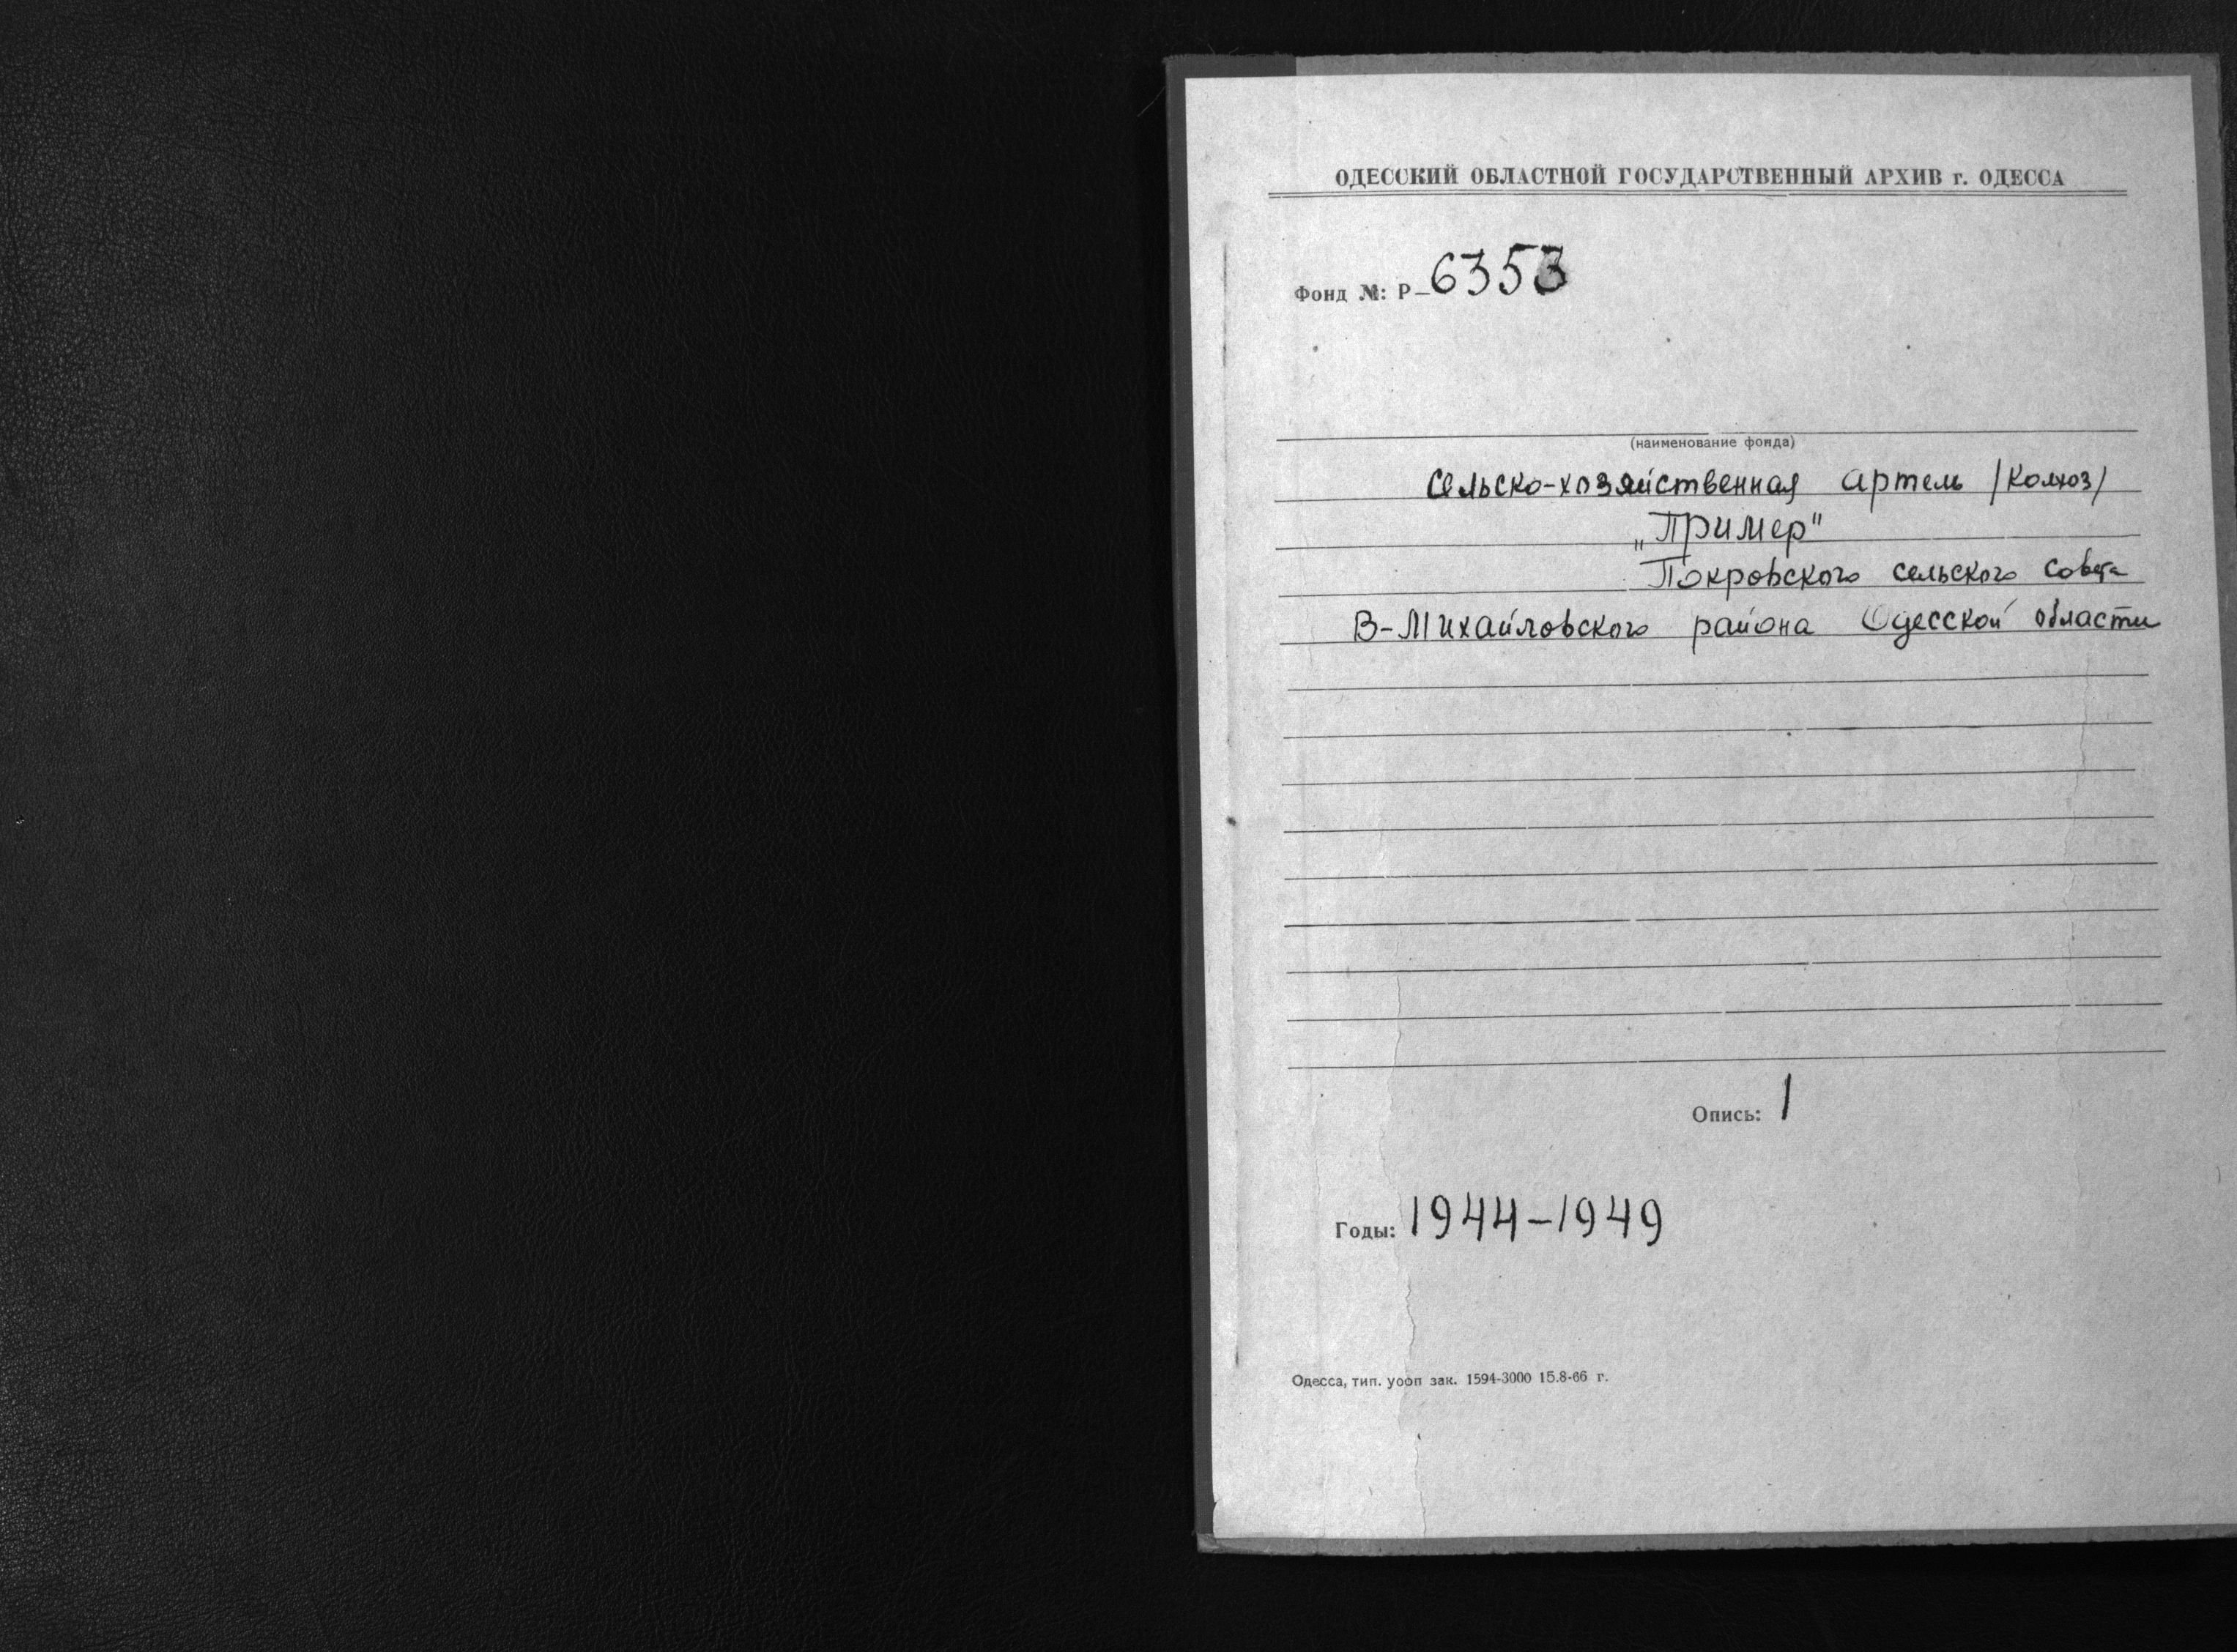 ОДЕССКИЙ ОБЛАСТНОЙ ГОСУДАРСТВЕННЫЙ АРХИВ г. ОДЕССА
Фонд №: Р-6353
(наименование фонда)
Сельско-хозяйственная артель /колхоз/
„Пример"
Покровского сельского совета
В-Михайловского района Одесской области
Опись: 1
Годы: 1944-1949
Одесса, тип. уооп зак. 1594-3000 15.8-66 г.